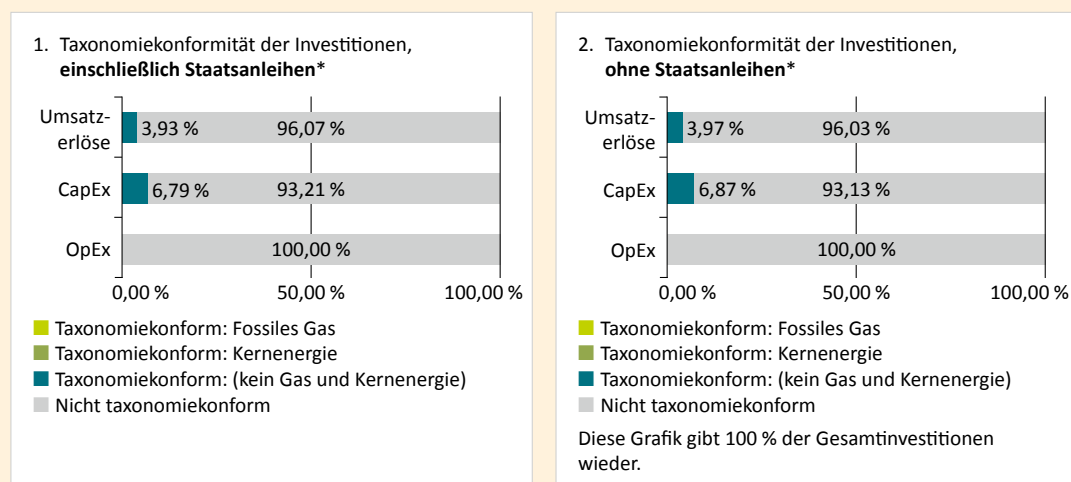 1. Taxonomiekonformität der Investitionen,
einschließlich Staatsanleihen*
Umsatz-
erlöse
3,93 % 96,07 %
CapEx 6,79 % 93,21 %
OpEx 100,00 %
0,00 % 50,00 % 100,00 %
Taxonomiekonform: Fossiles Gas
Taxonomiekonform: Kernenergie
Taxonomiekonform: (kein Gas und Kernenergie)
Nicht taxonomiekonform
2. Taxonomiekonformität der Investitionen,
ohne Staatsanleihen*
Umsatz-
erlöse
3,97 % 96,03 %
CapEx 6,87 % 93,13 %
OpEx 100,00 %
0,00 % 50,00 % 100,00 %
Taxonomiekonform: Fossiles Gas
Taxonomiekonform: Kernenergie
Taxonomiekonform: (kein Gas und Kernenergie)
Nicht taxonomiekonform
Diese Grafik gibt 100 % der Gesamtinvestitionen
wieder.